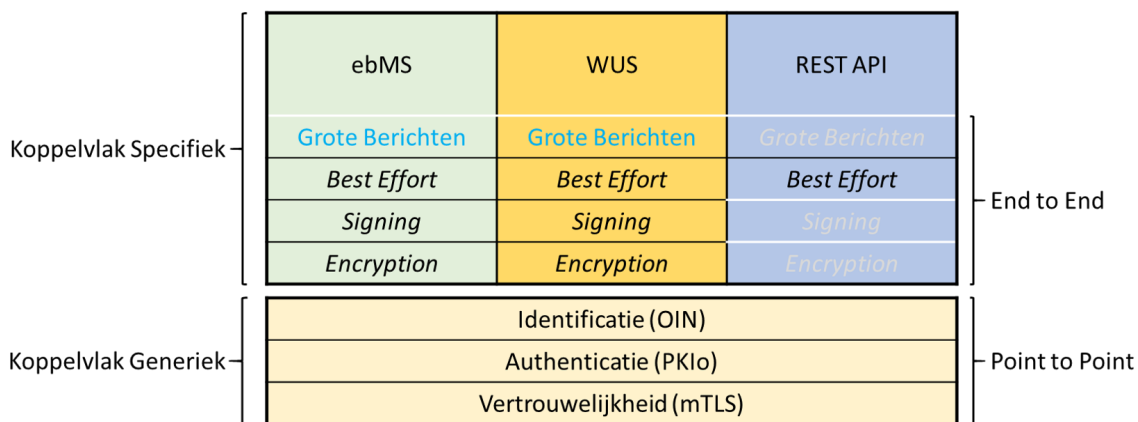 ebMS WUS REST API
Koppelvlak Specifiek
Grote Berichten Grote Berichten Grote Berichten
Best Effort Best Effort Best Effort
End to End
Signing Signing Signing
Encryption Encryption Encryption
Identificatie (OIN)
Koppelvlak Generiek
Authenticatie (PKIo)
Point to Point
Vertrouwelijkheid (mTLS)